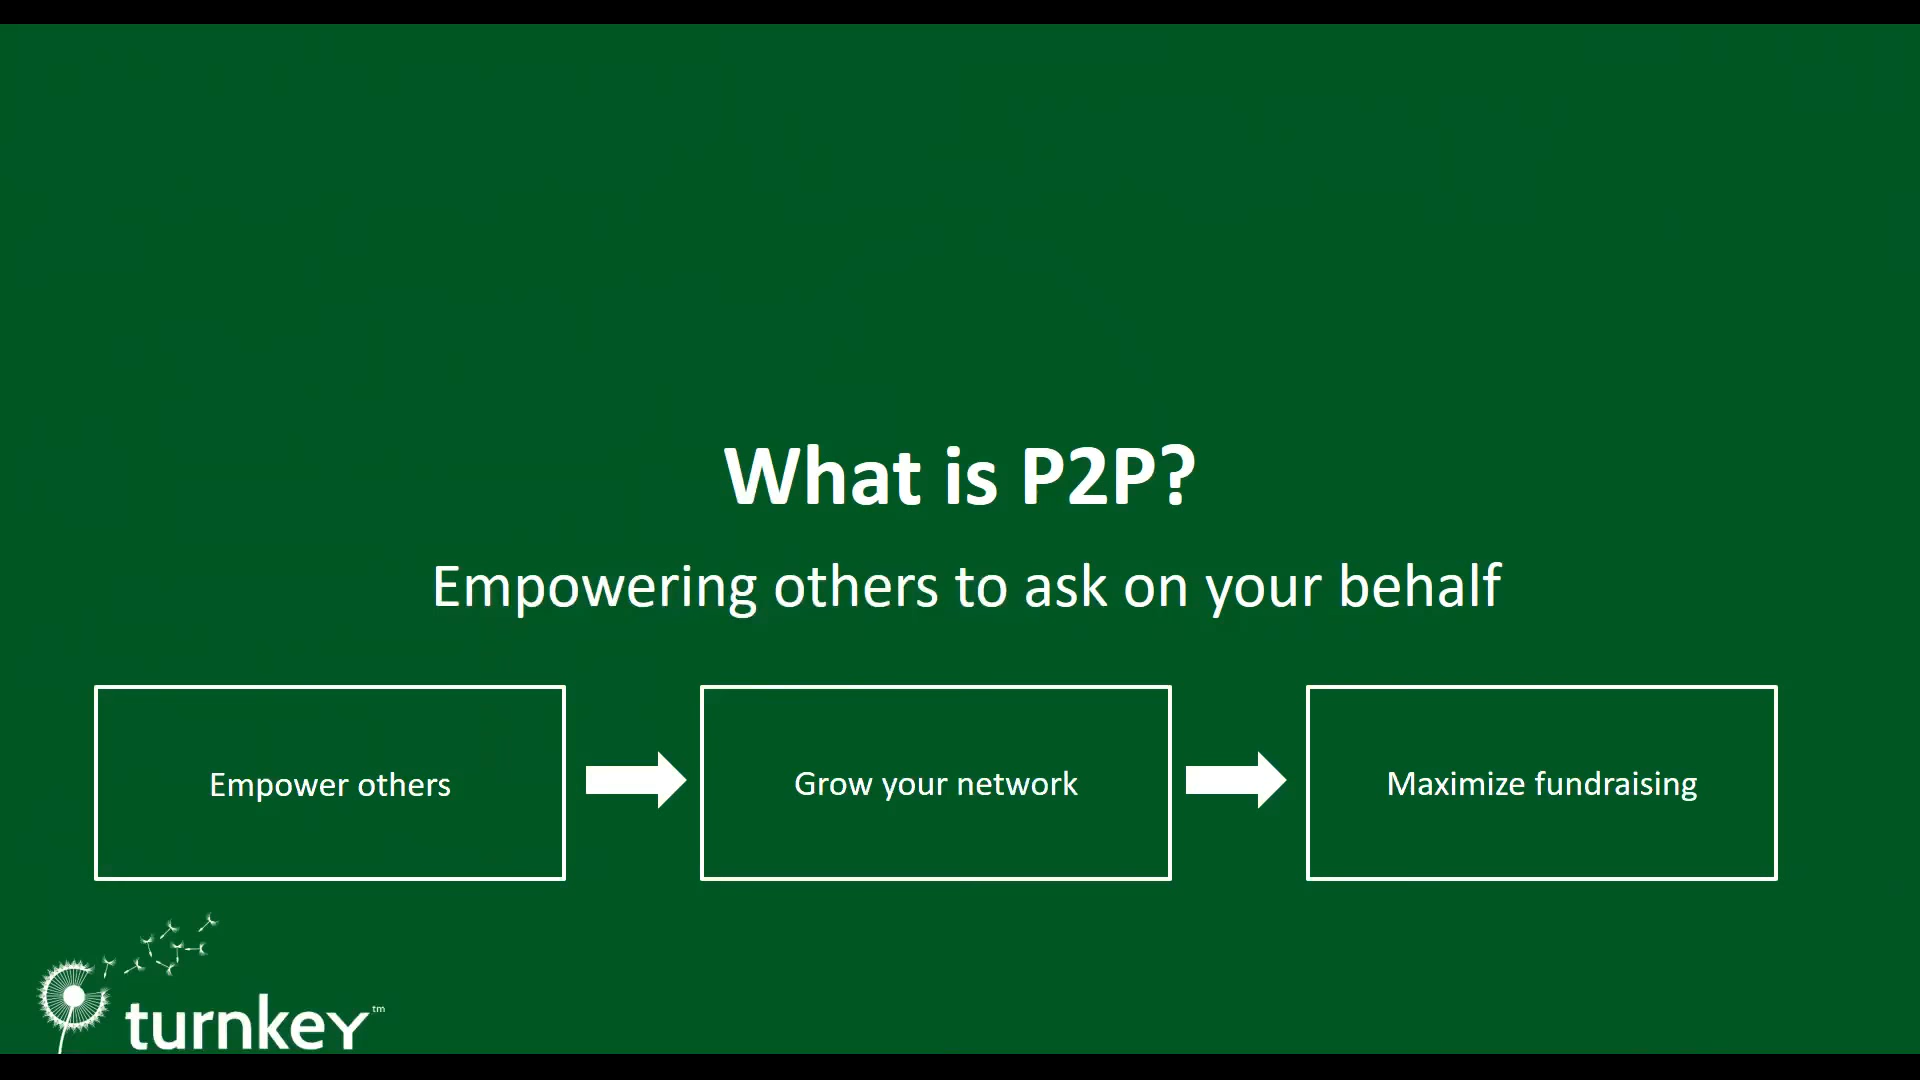 What is P2P?
Empowering others to ask on your behalf
Empower others
Grow your network
Maximize fundraising
turnkey™